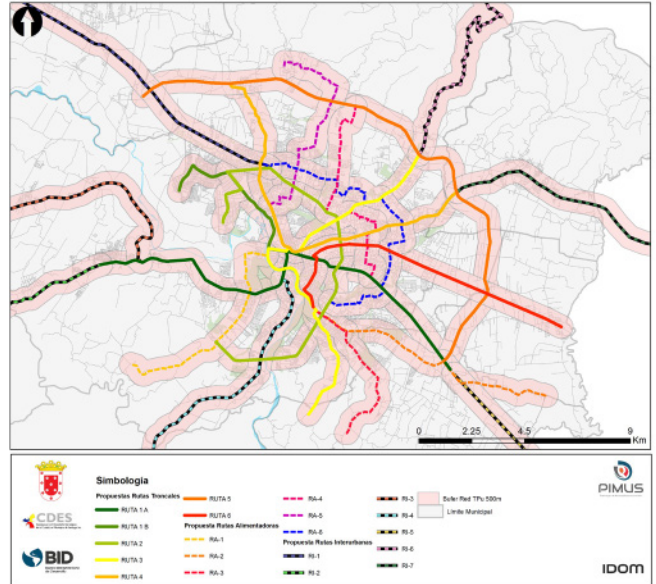 0 2.25 4.5 9
Km
Simbología
Propuestas Rutas Troncales
RUTA 1 A
RUTA 1 B
RUTA 2
RUTA 3
RUTA 4
RUTA 5
RUTA 6
Propuesta Rutas Alimentadoras
RA-1
RA-2
RA-3
RA-4
RA-5
RA-6
Propuesta Rutas Interurbanas
RI-1
RI-2
RI-3
RI-4
RI-5
RI-6
RI-7
Bufer Red TPu 500m
Límite Municipal
CDES
BID
PIMUS
IDOM